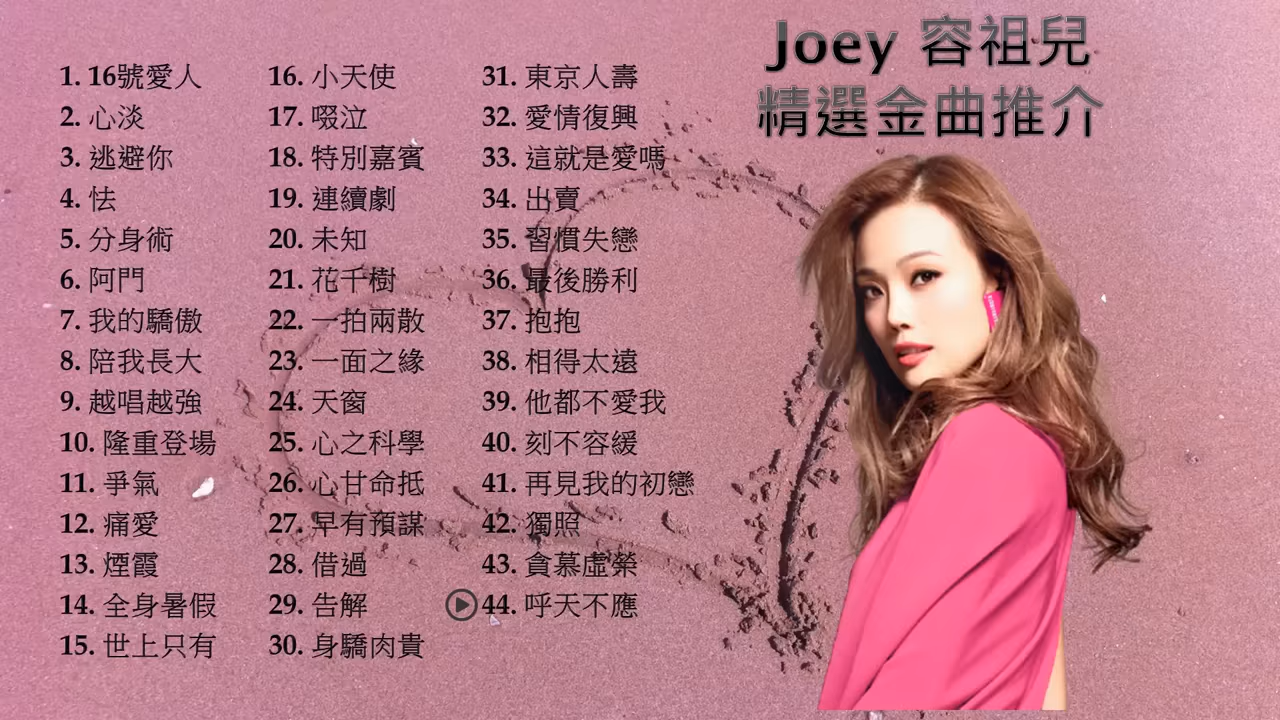 Joey 容祖兒
精選金曲推介
1. 16號愛人
2. 心淡
3. 逃避你
4. 怯
5. 分身術
6. 阿門
7. 我的驕傲
8. 陪我長大
9. 越唱越強
10. 隆重登場
11. 爭氣
12. 痛愛
13. 煙霞
14. 全身暑假
15. 世上只有
16. 小天使
17. 啜泣
18. 特別嘉賓
19. 連續劇
20. 未知
21. 花千樹
22. 一拍兩散
23. 一面之緣
24. 天窗
25. 心之科學
26. 心甘命抵
27. 早有預謀
28. 借過
29. 告解
30. 身驕肉貴
31. 東京人壽
32. 愛情復興
33. 這就是愛嗎
34. 出賣
35. 習慣失戀
36. 最後勝利
37. 抱抱
38. 相得太遠
39. 他都不愛我
40. 刻不容緩
41. 再見我的初戀
42. 獨照
43. 貪慕虛榮
44. 呼天不應